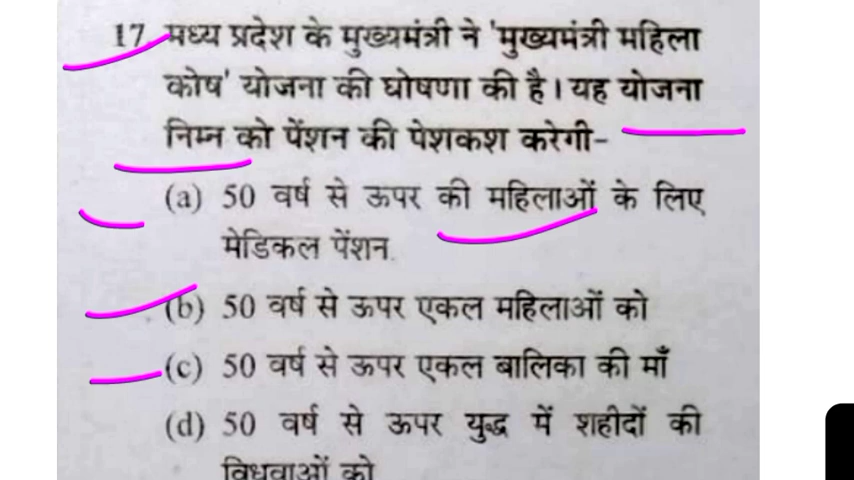 17. मध्य प्रदेश के मुख्यमंत्री ने 'मुख्यमंत्री महिला
कोष' योजना की घोषणा की है। यह योजना
निम्न को पेंशन की पेशकश करेगी-
(a) 50 वर्ष से ऊपर की महिलाओं के लिए
मेडिकल पेंशन
(b) 50 वर्ष से ऊपर एकल महिलाओं को
(c) 50 वर्ष से ऊपर एकल बालिका की माँ
(d) 50 वर्ष से ऊपर युद्ध में शहीदों की
विधवाओं को